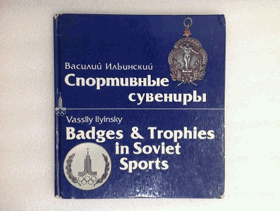 Василий Ильинский
Спортивные
сувениры
Vassily Ilyinsky
Badges & Trophies
in Soviet
Sports